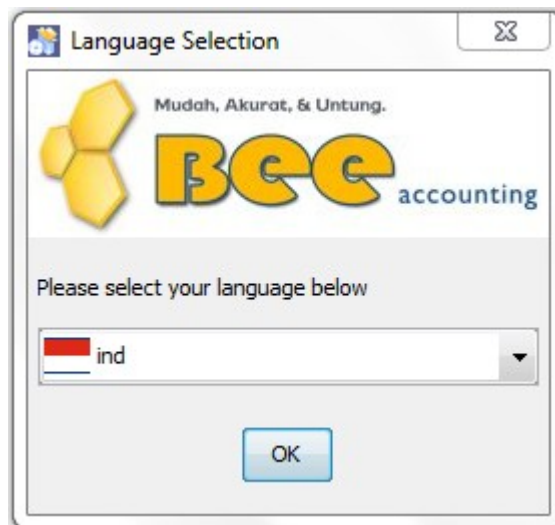 Language Selection
Mudah, Akurat, & Untung.
Bee
accounting
Please select your language below
ind
OK